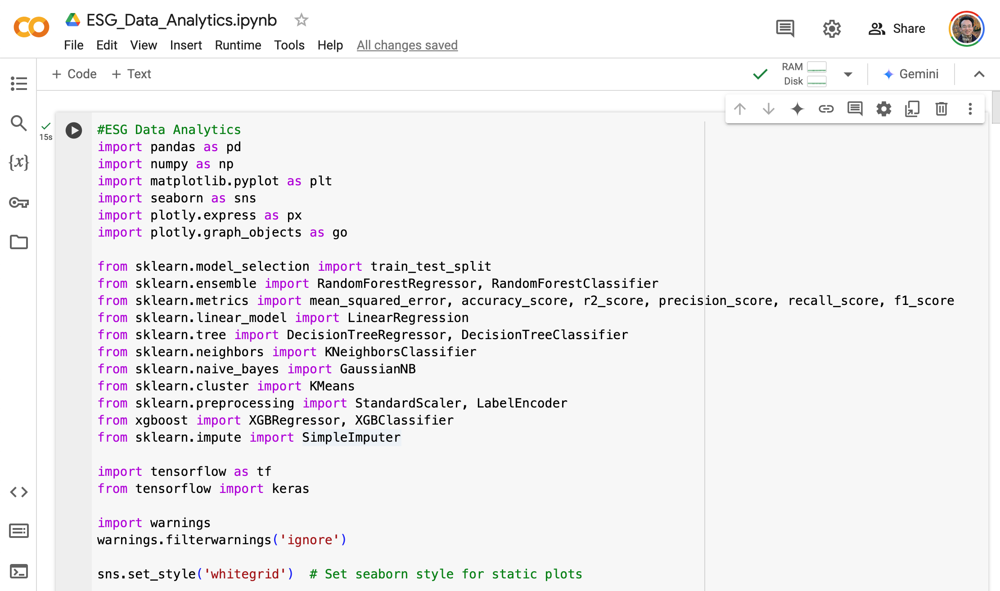 ESG_Data_Analytics.ipynb
File Edit View Insert Runtime Tools Help All changes saved
Share
+ Code + Text
RAM
Disk
Gemini
{x}
15s
#ESG Data Analytics
import pandas as pd
import numpy as np
import matplotlib.pyplot as plt
import seaborn as sns
import plotly.express as px
import plotly.graph_objects as go
from sklearn.model_selection import train_test_split
from sklearn.ensemble import RandomForestRegressor, RandomForestClassifier
from sklearn.metrics import mean_squared_error, accuracy_score, r2_score, precision_score, recall_score, f1_score
from sklearn.linear_model import LinearRegression
from sklearn.tree import DecisionTreeRegressor, DecisionTreeClassifier
from sklearn.neighbors import KNeighborsClassifier
from sklearn.naive_bayes import GaussianNB
from sklearn.cluster import KMeans
from sklearn.preprocessing import StandardScaler, LabelEncoder
from xgboost import XGBRegressor, XGBClassifier
from sklearn.impute import SimpleImputer
import tensorflow as tf
from tensorflow import keras
import warnings
warnings.filterwarnings('ignore')
sns.set_style('whitegrid')  # Set seaborn style for static plots